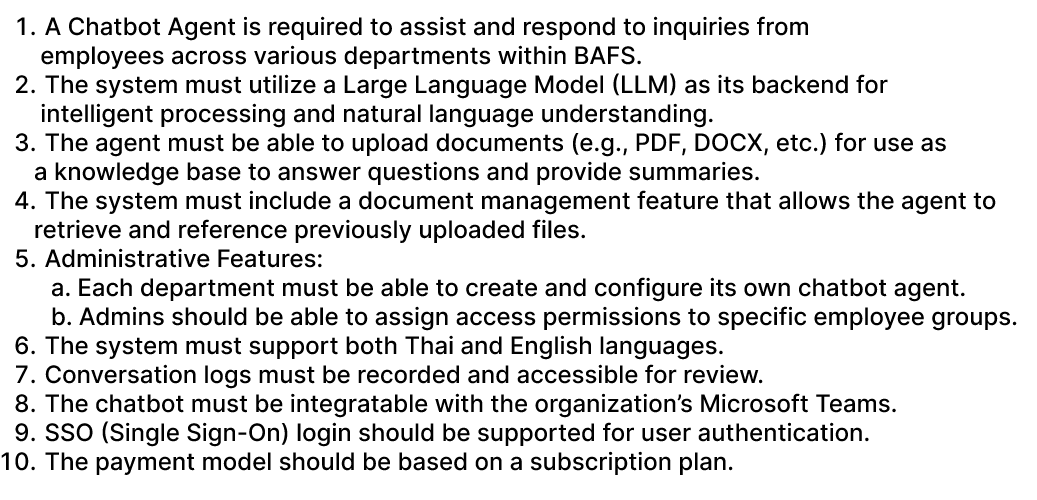 1. A Chatbot Agent is required to assist and respond to inquiries from
employees across various departments within BAFS.
2. The system must utilize a Large Language Model (LLM) as its backend for
intelligent processing and natural language understanding.
3. The agent must be able to upload documents (e.g., PDF, DOCX, etc.) for use as
a knowledge base to answer questions and provide summaries.
4. The system must include a document management feature that allows the agent to
retrieve and reference previously uploaded files.
5. Administrative Features:
a. Each department must be able to create and configure its own chatbot agent.
b. Admins should be able to assign access permissions to specific employee groups.
6. The system must support both Thai and English languages.
7. Conversation logs must be recorded and accessible for review.
8. The chatbot must be integratable with the organization’s Microsoft Teams.
9. SSO (Single Sign-On) login should be supported for user authentication.
10. The payment model should be based on a subscription plan.